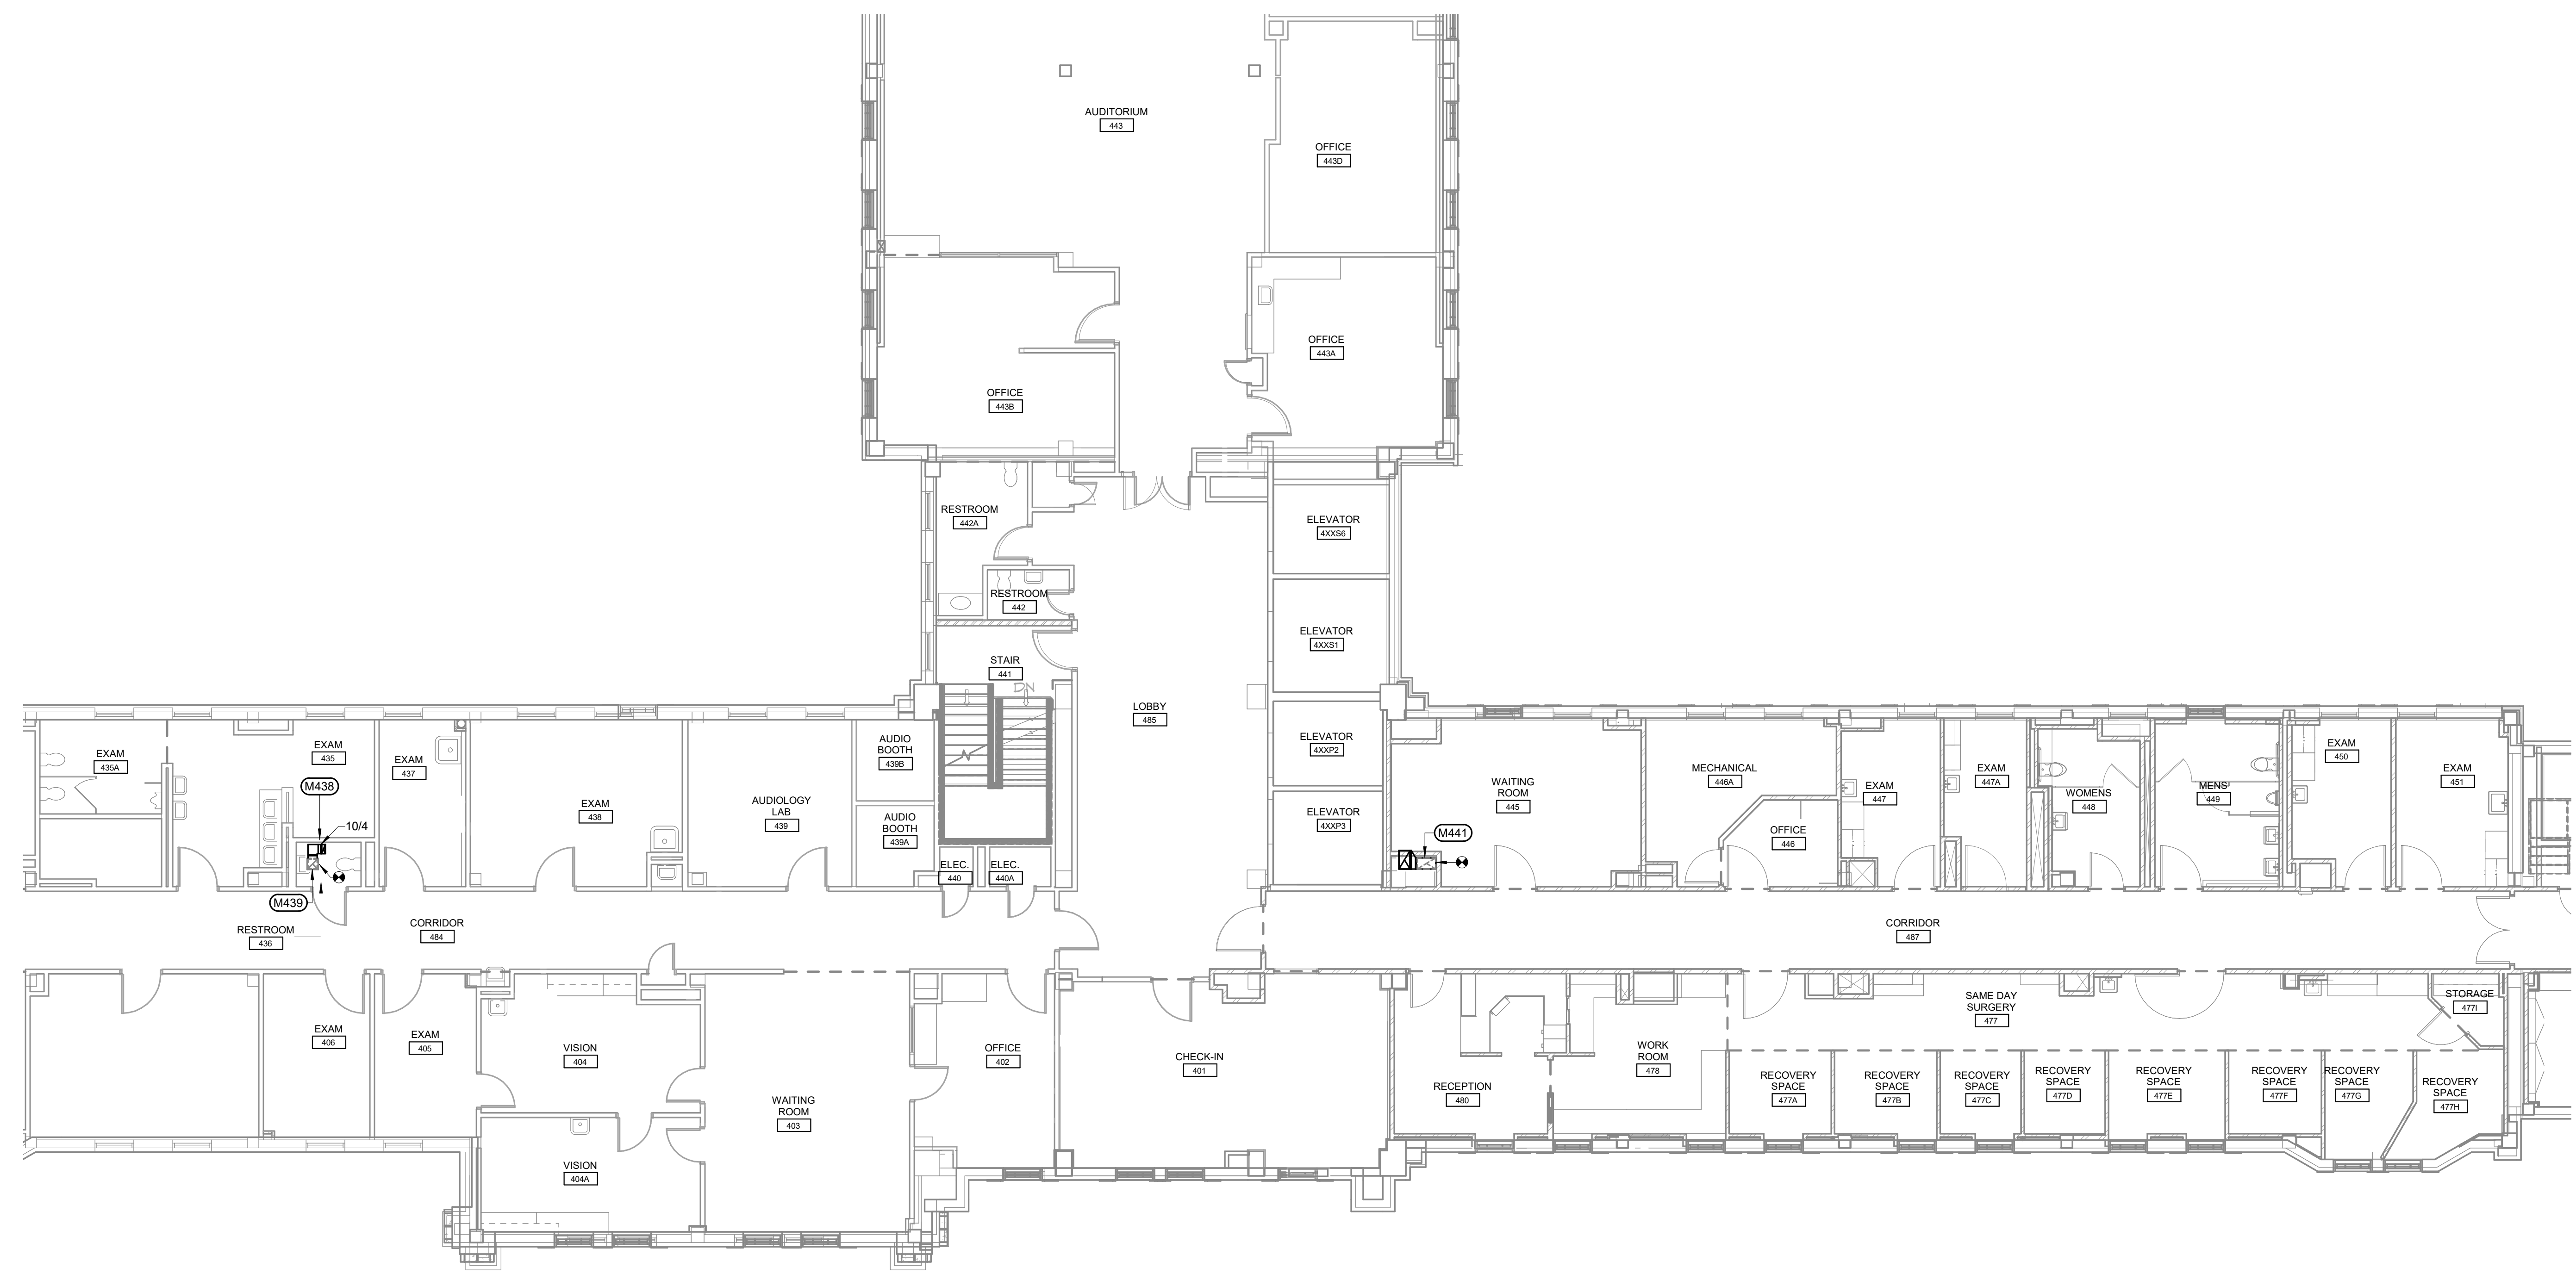 AUDITORIUM
443
OFFICE
443D
OFFICE
443A
OFFICE
443B
RESTROOM
442A
ELEVATOR
4XXS6
RESTROOM
442
ELEVATOR
4XXS1
STAIR
441
DN
LOBBY
485
ELEVATOR
4XXP2
ELEVATOR
4XXP3
EXAM
435A
EXAM
435
M438
10/4
EXAM
437
EXAM
438
AUDIOLOGY
LAB
439
AUDIO
BOOTH
439B
AUDIO
BOOTH
439A
ELEC.
440
ELEC.
440A
WAITING
ROOM
445
M441
MECHANICAL
446A
OFFICE
446
EXAM
447
EXAM
447A
WOMENS
448
MENS
449
EXAM
450
EXAM
451
M439
RESTROOM
436
CORRIDOR
484
CORRIDOR
487
EXAM
406
EXAM
405
VISION
404
VISION
404A
WAITING
ROOM
403
OFFICE
402
CHECK-IN
401
RECEPTION
480
WORK
ROOM
478
SAME DAY
SURGERY
477
STORAGE
477I
RECOVERY
SPACE
477A
RECOVERY
SPACE
477B
RECOVERY
SPACE
477C
RECOVERY
SPACE
477D
RECOVERY
SPACE
477E
RECOVERY
SPACE
477F
RECOVERY
SPACE
477G
RECOVERY
SPACE
477H